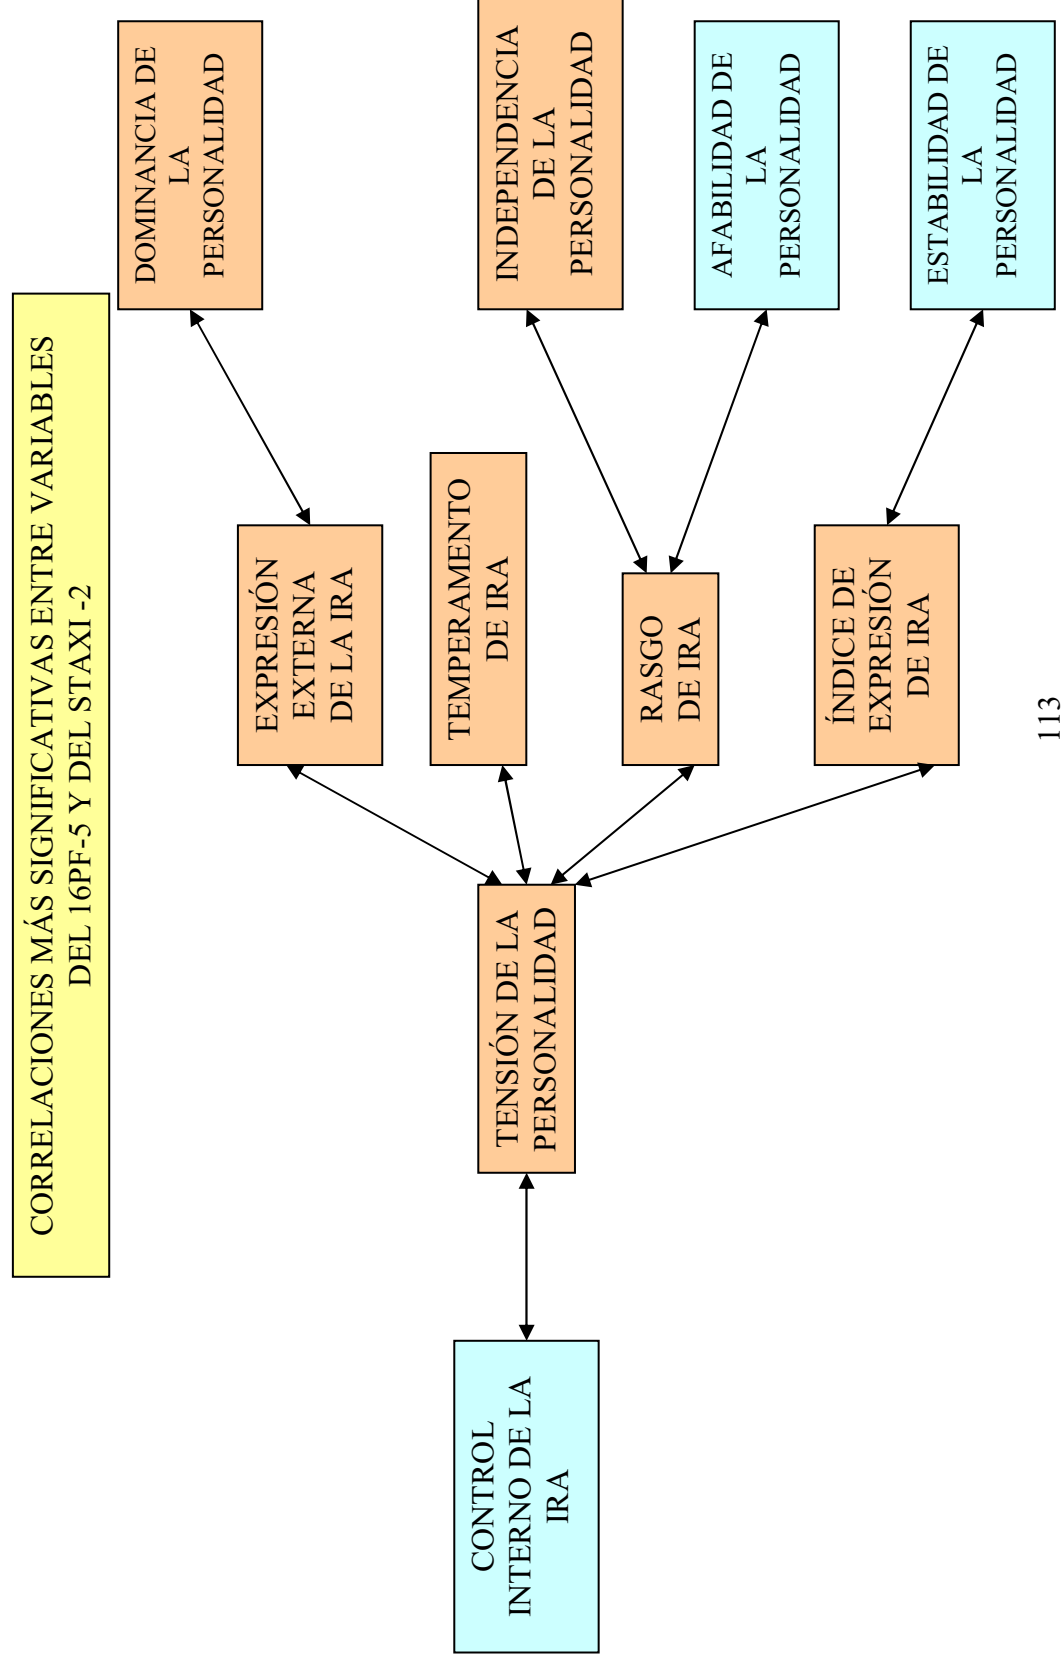 CORRELACIONES MÁS SIGNIFICATIVAS ENTRE VARIABLES
DEL 16PF-5 Y DEL STAXI -2
CONTROL
INTERNO DE LA
IRA
TENSIÓN DE LA
PERSONALIDAD
EXPRESIÓN
EXTERNA
DE LA IRA
TEMPERAMENTO
DE IRA
RASGO
DE IRA
ÍNDICE DE
EXPRESIÓN
DE IRA
DOMINANCIA DE
LA
PERSONALIDAD
INDEPENDENCIA
DE LA
PERSONALIDAD
AFABILIDAD DE
LA
PERSONALIDAD
ESTABILIDAD DE
LA
PERSONALIDAD
113